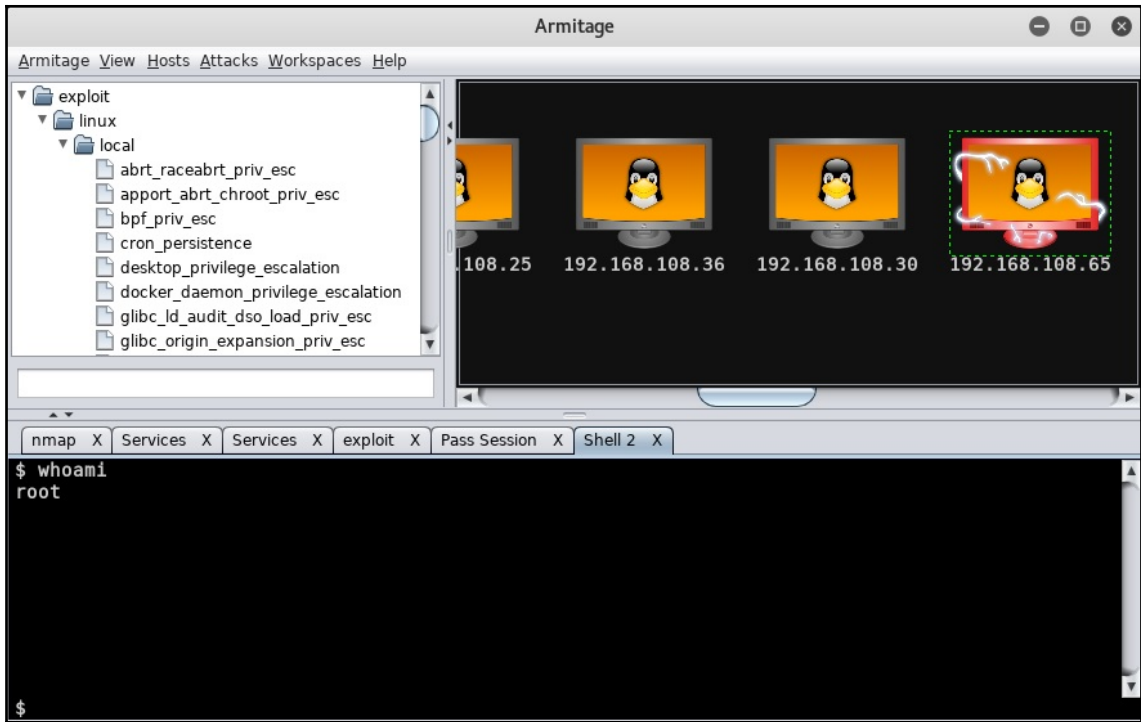 Armitage
Armitage View Hosts Attacks Workspaces Help
exploit
linux
local
abrt_raceabrt_priv_esc
apport_abrt_chroot_priv_esc
bpf_priv_esc
cron_persistence
desktop_privilege_escalation
docker_daemon_privilege_escalation
glibc_ld_audit_dso_load_priv_esc
glibc_origin_expansion_priv_esc
.108.25 192.168.108.36 192.168.108.30 192.168.108.65
nmap X Services X Services X exploit X Pass Session X Shell 2 X
$ whoami
root
$